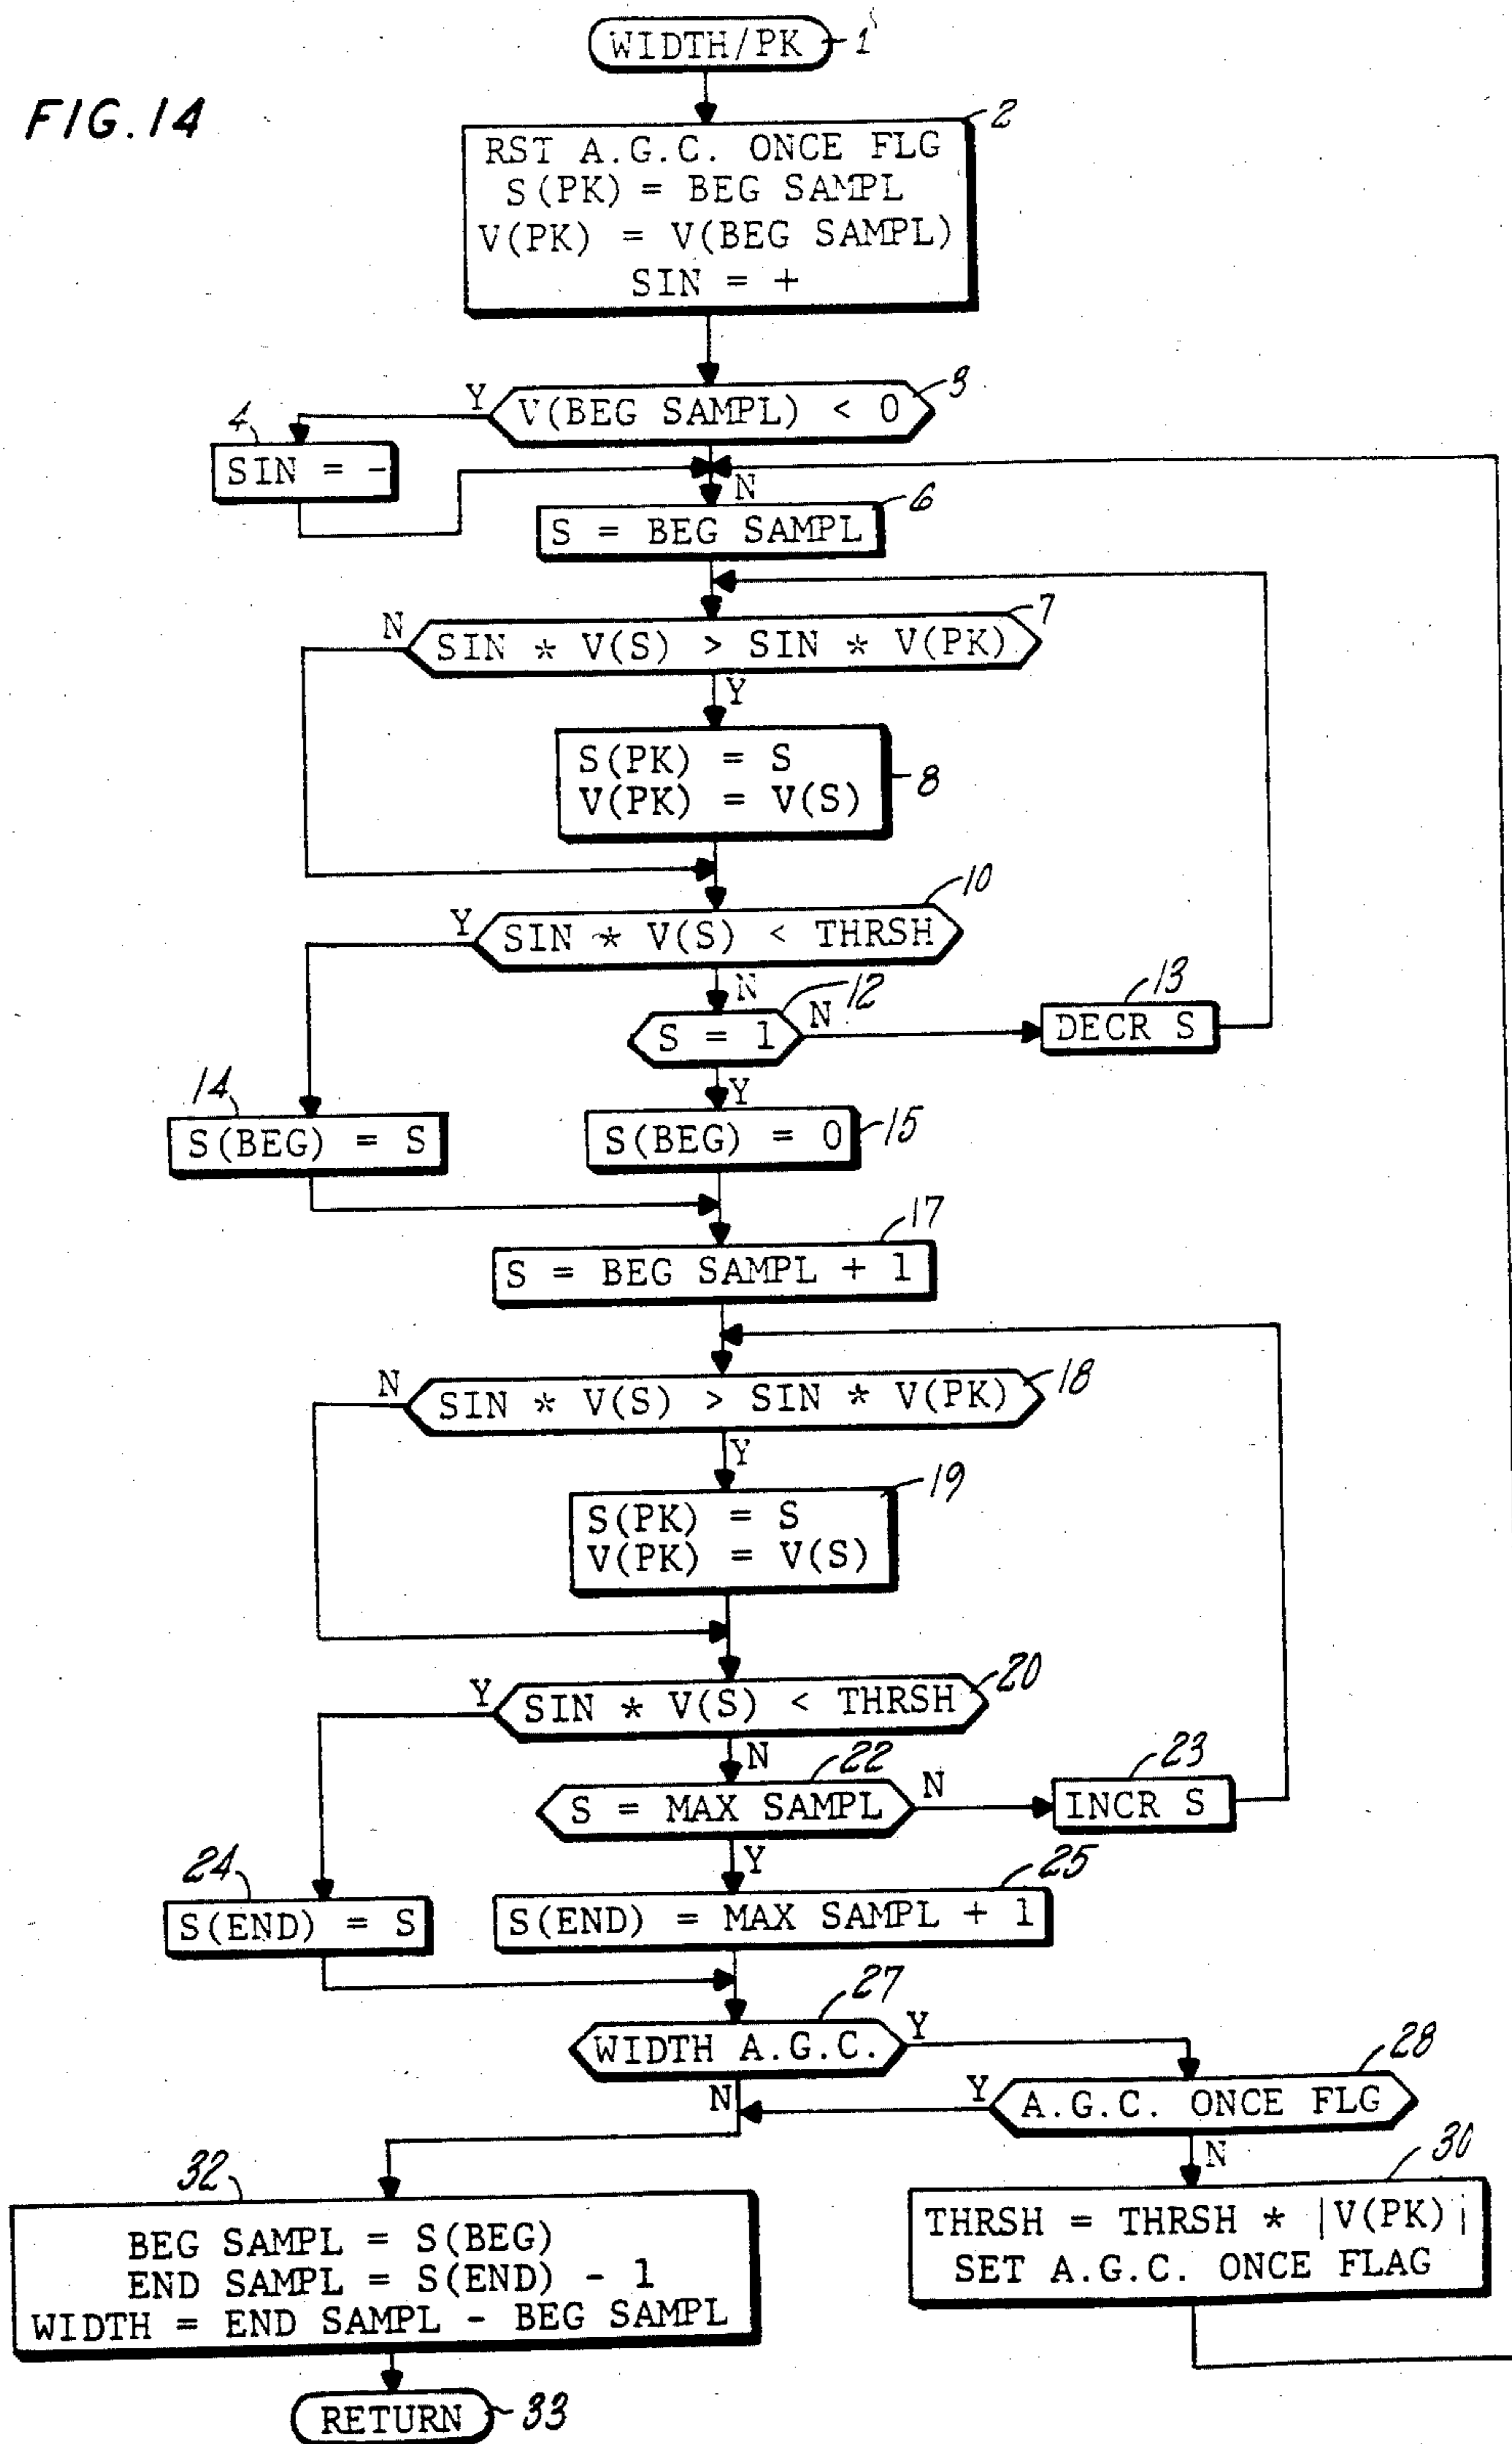 WIDTH/PK 1
FIG.14
2
RST A.G.C. ONCE FLG
S(PK) = BEG SAMPL
V(PK) = V(BEG SAMPL)
SIN = +
Y V(BEG SAMPL) < 0 3
4
SIN = -
N
S = BEG SAMPL 6
N SIN * V(S) > SIN * V(PK) 7
Y
S(PK) = S
V(PK) = V(S) 8
Y SIN * V(S) < THRSH 10
N
S = 1 12 N
13
DECR S
Y
14
S(BEG) = S
S(BEG) = 0 15
17
S = BEG SAMPL + 1
N SIN * V(S) > SIN * V(PK) 18
Y
19
S(PK) = S
V(PK) = V(S)
Y SIN * V(S) < THRSH 20
N
22
S = MAX SAMPL N
23
INCR S
Y
24
S(END) = S
25
S(END) = MAX SAMPL + 1
27
WIDTH A.G.C. Y
N
28
Y A.G.C. ONCE FLG
N
30
THRSH = THRSH * |V(PK)|
SET A.G.C. ONCE FLAG
32
BEG SAMPL = S(BEG)
END SAMPL = S(END) - 1
WIDTH = END SAMPL - BEG SAMPL
RETURN 33